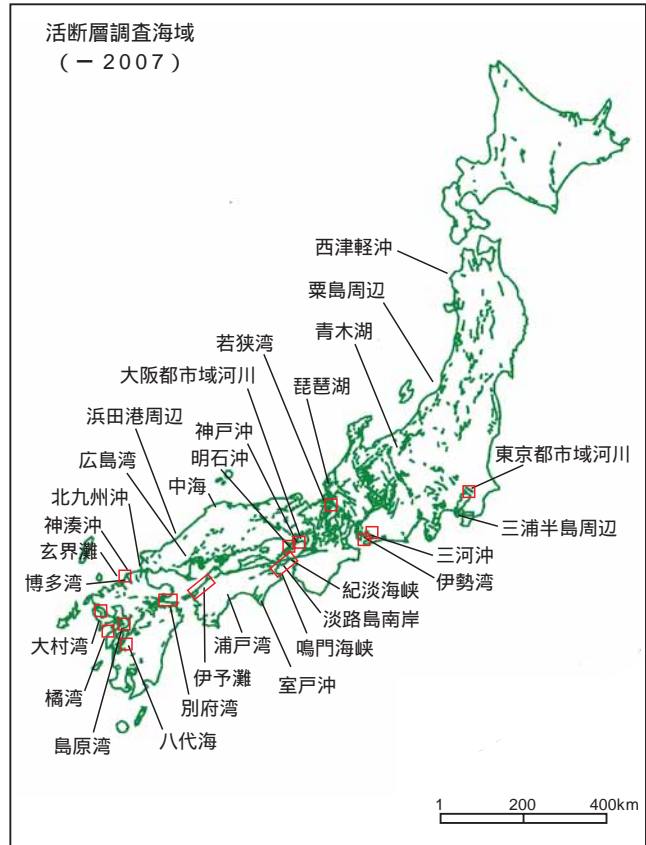 活断層調査海域
(－2007)
西津軽沖
粟島周辺
若狭湾
青木湖
大阪都市域河川
琵琶湖
浜田港周辺
神戸沖
広島湾
明石沖
東京都市域河川
北九州沖
中海
神湊沖
三浦半島周辺
玄界灘
三河沖
博多湾
伊勢湾
紀淡海峡
淡路島南岸
大村湾
浦戸湾
鳴門海峡
伊予灘
室戸沖
橘湾
別府湾
島原湾
八代海
1 200 400km